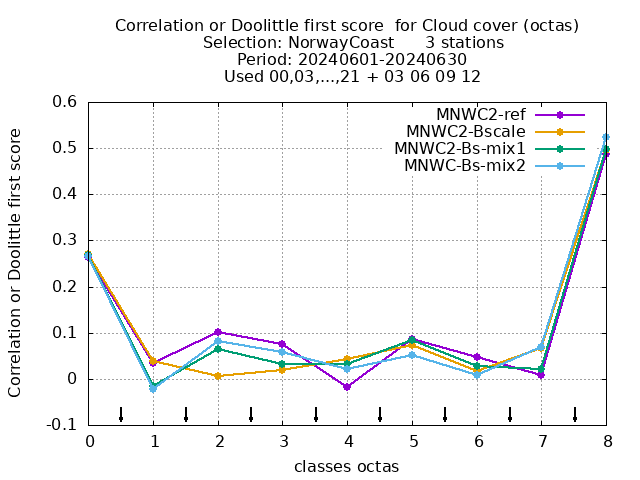 Correlation or Doolittle first score  for Cloud cover (octas)
Selection: NorwayCoast      3 stations
Period: 20240601-20240630
Used 00,03,...,21 + 03 06 09 12
MNWC2-ref
MNWC2-Bscale
MNWC2-Bs-mix1
MNWC-Bs-mix2
Correlation or Doolittle first score
0.6
0.5
0.4
0.3
0.2
0.1
0
-0.1
0 1 2 3 4 5 6 7 8
classes octas